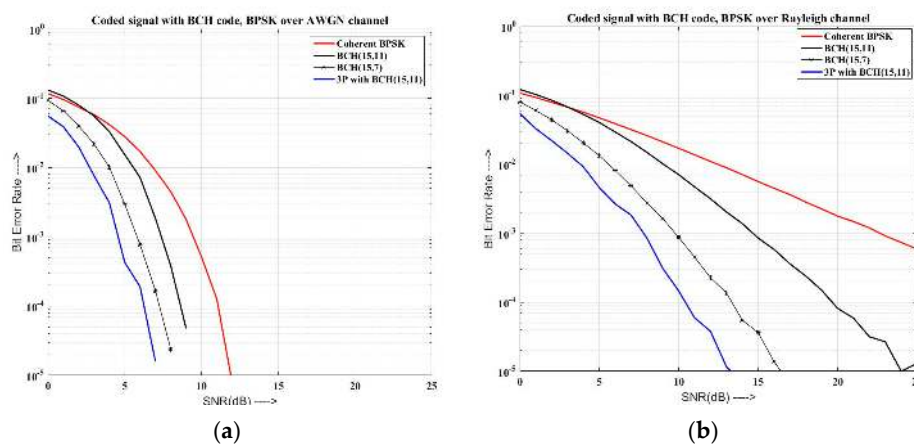 Coded signal with BCH code, BPSK over AWGN channel
10^0
10^-1
10^-2
10^-3
10^-4
10^-5
Bit Error Rate ---->
0 5 10 15 20 25
SNR(dB) ---->
Coherent BPSK
BCH(15,11)
BCH(15,7)
3P with BCH(15,11)
(a)
Coded signal with BCH code, BPSK over Rayleigh channel
10^0
10^-1
10^-2
10^-3
10^-4
10^-5
Bit Error Rate ---->
0 5 10 15 20
SNR(dB) ---->
Coherent BPSK
BCH(15,11)
BCH(15,7)
3P with BCH(15,11)
(b)